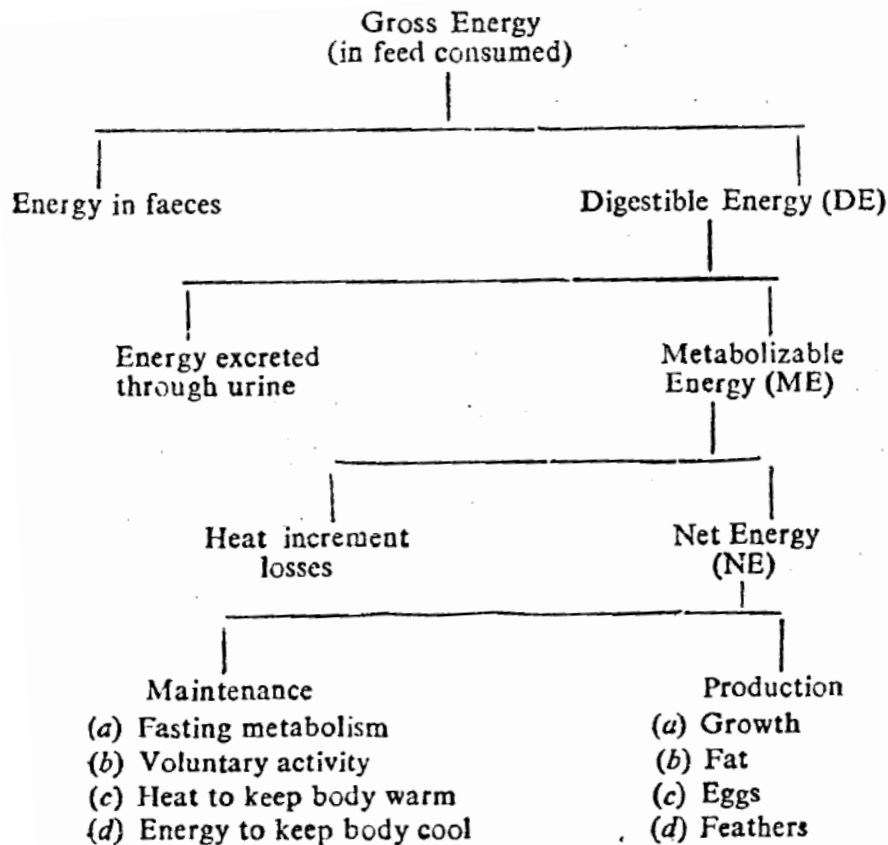 Gross Energy
(in feed consumed)
Energy in faeces
Digestible Energy (DE)
Energy excreted
through urine
Metabolizable
Energy (ME)
Heat increment
losses
Net Energy
(NE)
Maintenance
(a) Fasting metabolism
(b) Voluntary activity
(c) Heat to keep body warm
(d) Energy to keep body cool
Production
(a) Growth
(b) Fat
(c) Eggs
(d) Feathers